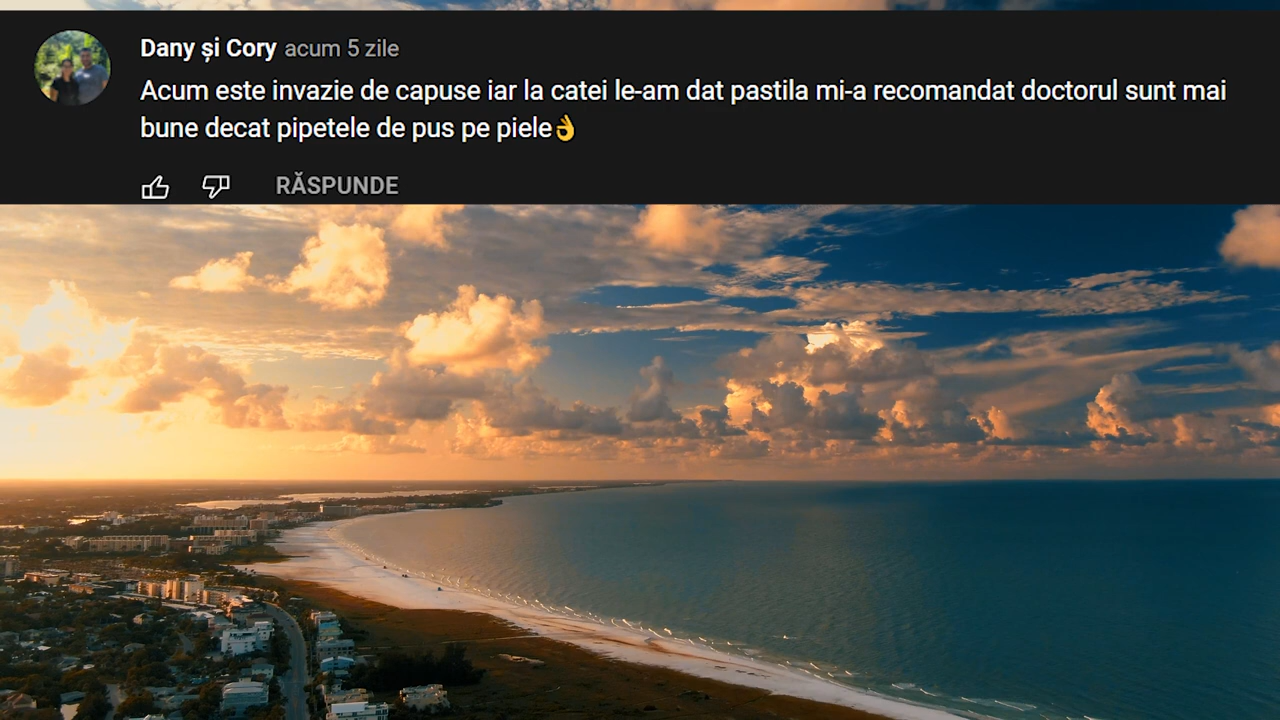 Dany și Cory acum 5 zile
Acum este invazie de capuse iar la catei le-am dat pastila mi-a recomandat doctorul sunt mai
bune decat pipetele de pus pe piele👌
RĂSPUNDE